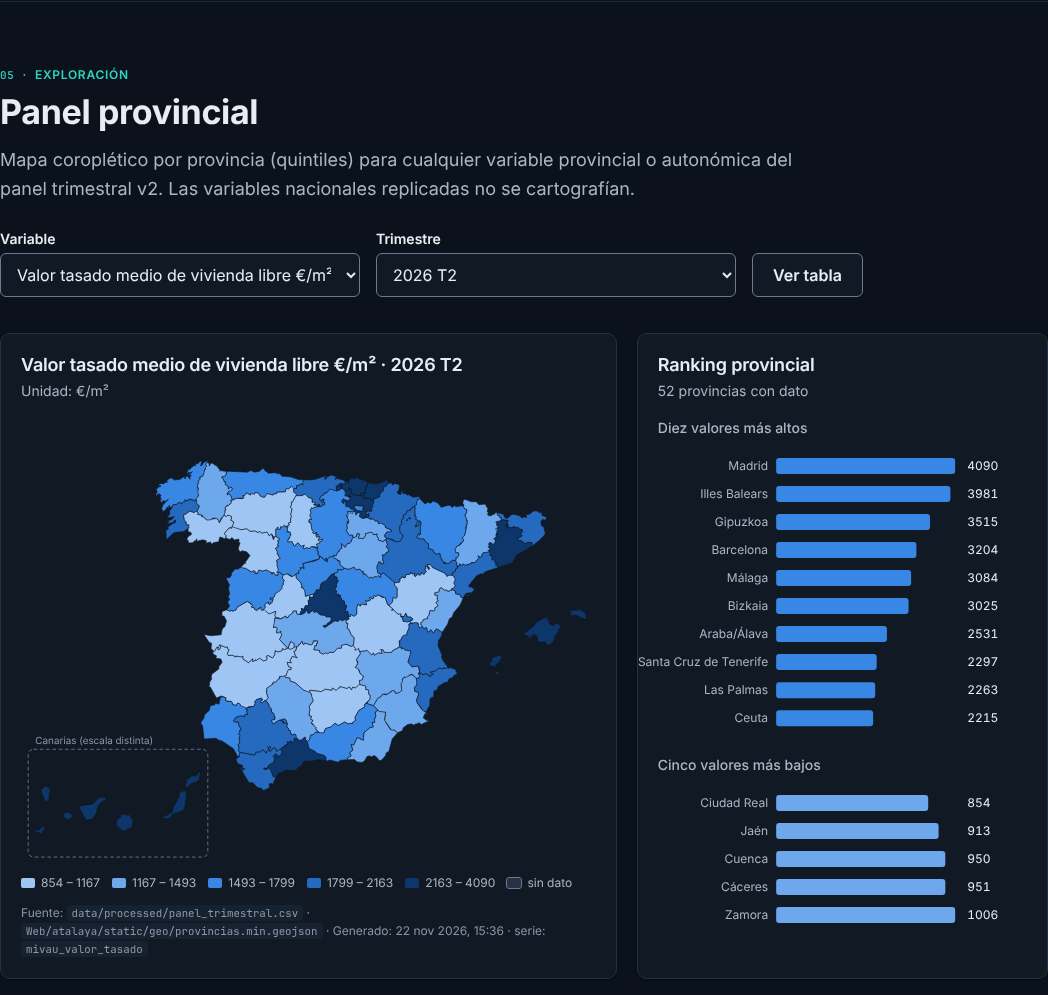 05 · EXPLORACIÓN
Panel provincial
Mapa coroplético por provincia (quintiles) para cualquier variable provincial o autonómica del
panel trimestral v2. Las variables nacionales replicadas no se cartografían.
Variable
Trimestre
Valor tasado medio de vivienda libre €/m²
2026 T2
Ver tabla
Valor tasado medio de vivienda libre €/m² · 2026 T2
Unidad: €/m²
Canarias (escala distinta)
854 – 1167
1167 – 1493
1493 – 1799
1799 – 2163
2163 – 4090
sin dato
Fuente: data/processed/panel_trimestral.csv ·
Web/atalaya/static/geo/provincias.min.geojson · Generado: 22 nov 2026, 15:36 · serie:
mivau_valor_tasado
Ranking provincial
52 provincias con dato
Diez valores más altos
Madrid 4090
Illes Balears 3981
Gipuzkoa 3515
Barcelona 3204
Málaga 3084
Bizkaia 3025
Araba/Álava 2531
Santa Cruz de Tenerife 2297
Las Palmas 2263
Ceuta 2215
Cinco valores más bajos
Ciudad Real 854
Jaén 913
Cuenca 950
Cáceres 951
Zamora 1006